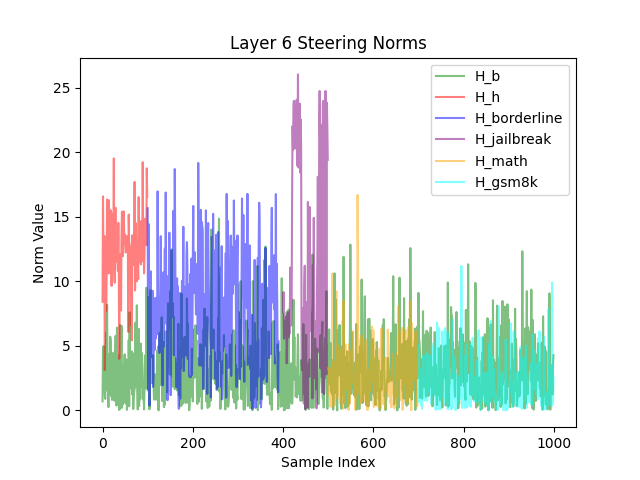 Layer 6 Steering Norms
H_b
H_h
H_borderline
H_jailbreak
H_math
H_gsm8k
Norm Value
25
20
15
10
5
0
0 200 400 600 800 1000
Sample Index